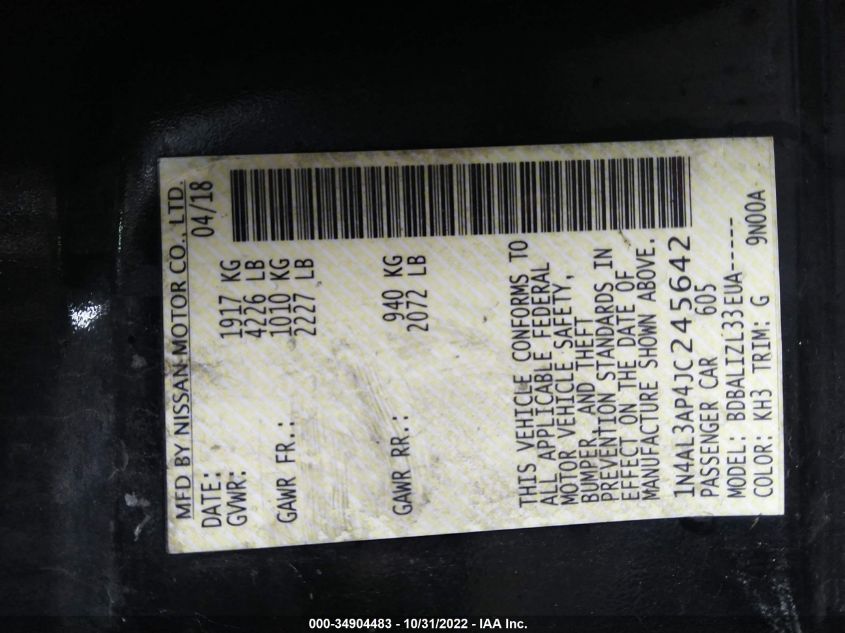 MFD BY NISSAN MOTOR CO., LTD.
DATE: 04/18
GVWR: 1917 KG
4226 LB
GAWR FR.: 1010 KG
2227 LB
GAWR RR.: 940 KG
2072 LB
THIS VEHICLE CONFORMS TO
ALL APPLICABLE FEDERAL
MOTOR VEHICLE SAFETY,
BUMPER, AND THEFT
PREVENTION STANDARDS IN
EFFECT ON THE DATE OF
MANUFACTURE SHOWN ABOVE.
1N4AL3AP4JC245642
PASSENGER CAR 605
MODEL: BDBALIZL33EUA-----
COLOR: KH3 TRIM: G 9N00A
000-34904483 - 10/31/2022 - IAA Inc.